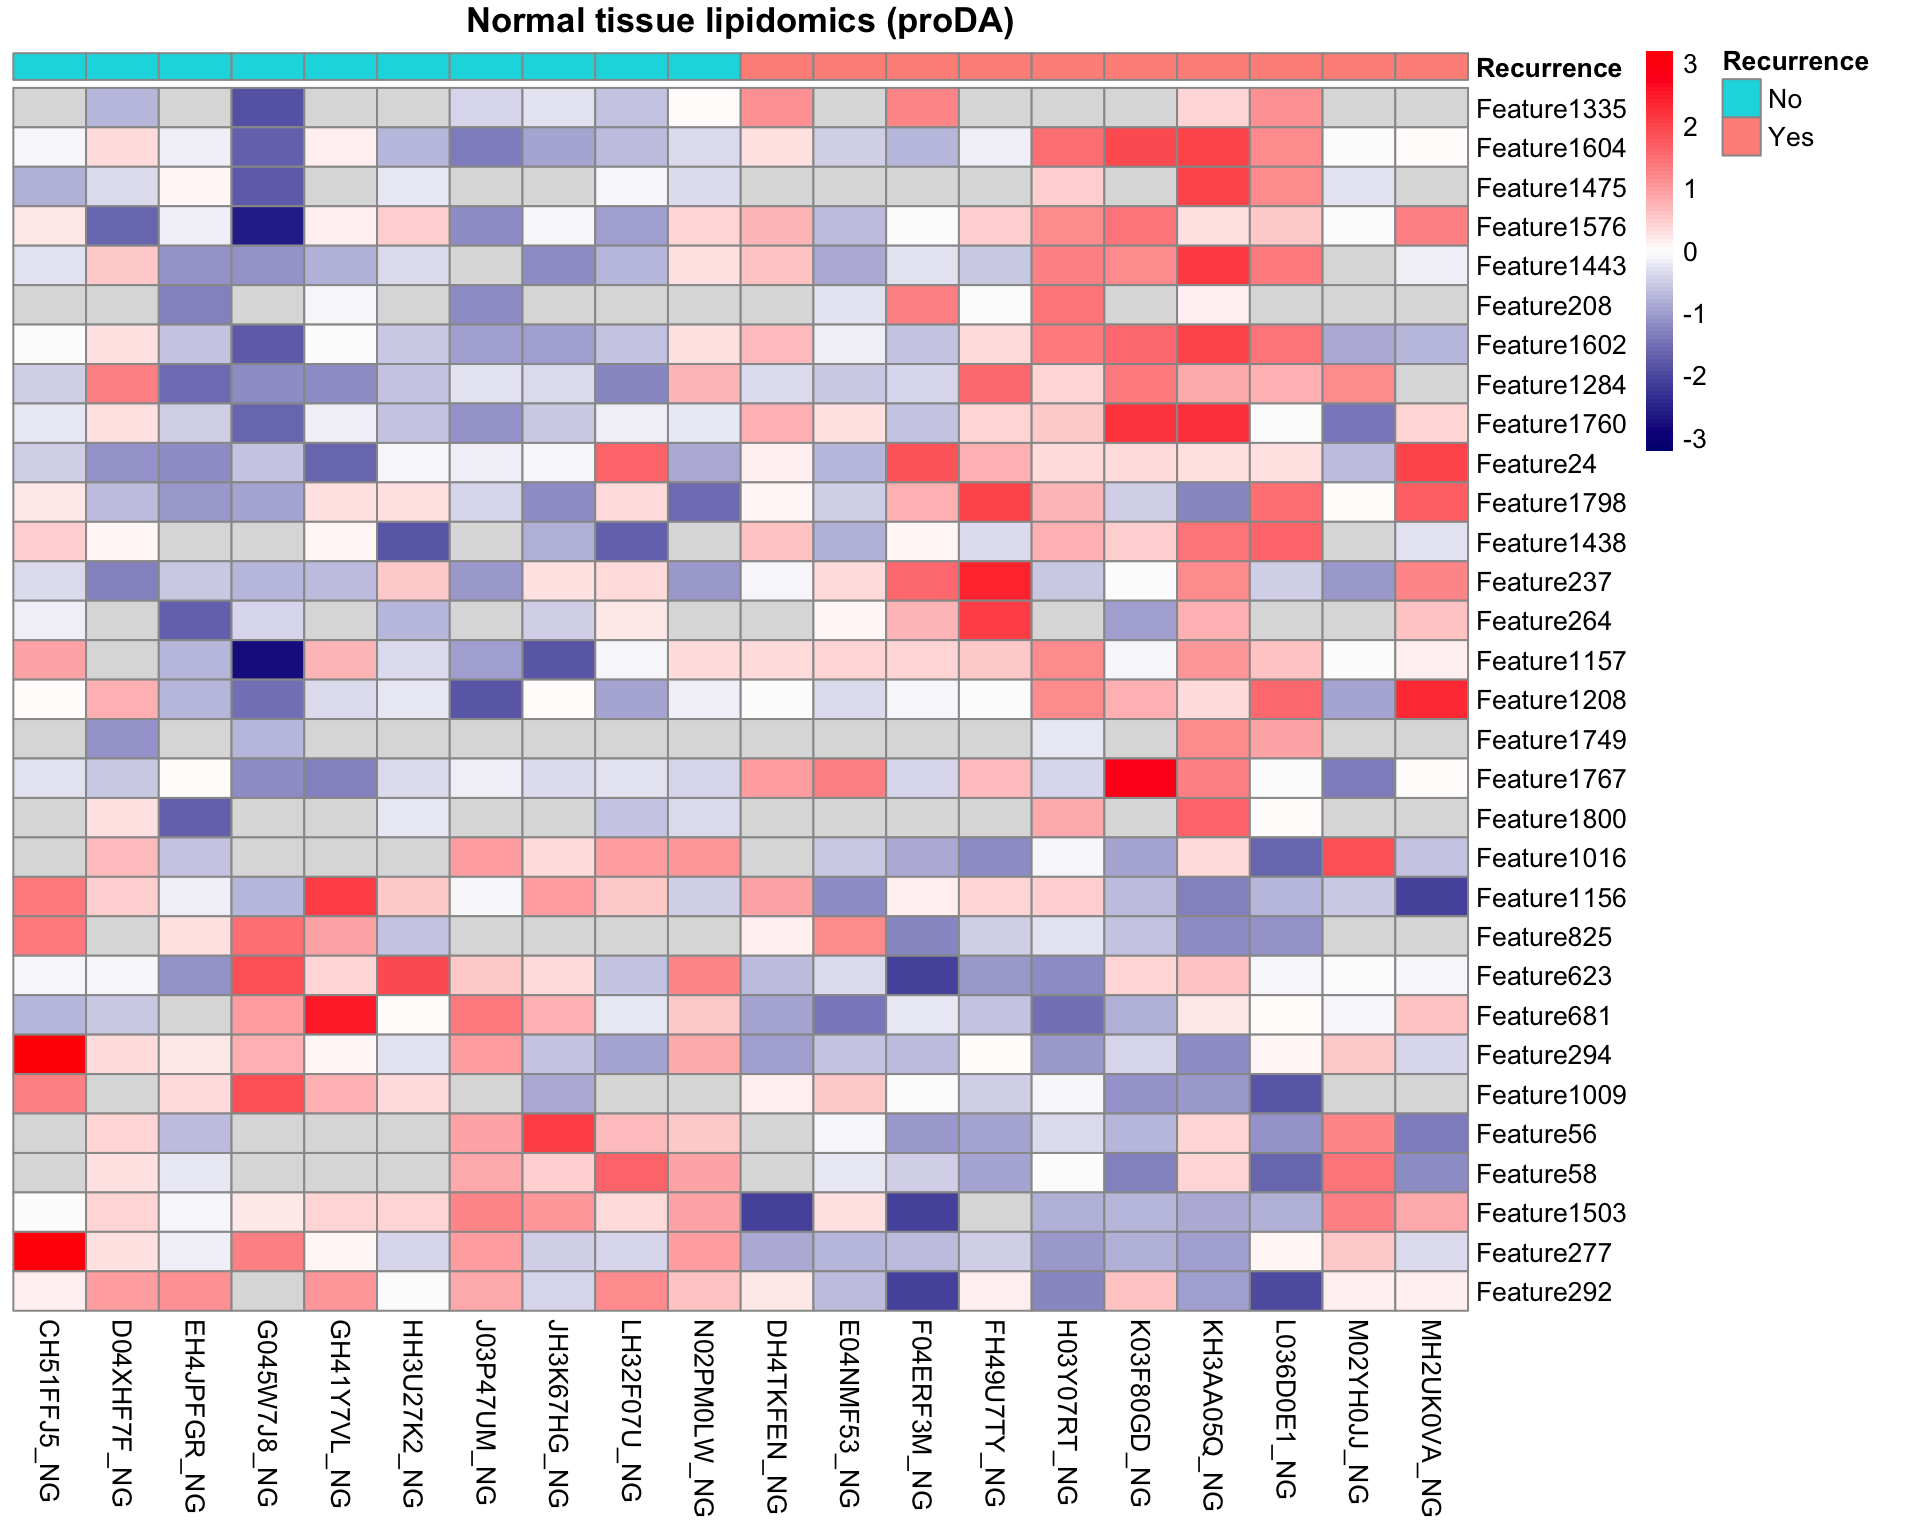 Normal tissue lipidomics (proDA)
Recurrence
Feature1335
Feature1604
Feature1475
Feature1576
Feature1443
Feature208
Feature1602
Feature1284
Feature1760
Feature24
Feature1798
Feature1438
Feature237
Feature264
Feature1157
Feature1208
Feature1749
Feature1767
Feature1800
Feature1016
Feature1156
Feature825
Feature623
Feature681
Feature294
Feature1009
Feature56
Feature58
Feature1503
Feature277
Feature292
3
2
1
0
-1
-2
-3
Recurrence
No
Yes
CH51FFJ5_NG
D04XHF7F_NG
EH4JPFGR_NG
G045W7J8_NG
GH41Y7VL_NG
HH3U27K2_NG
J03P47UM_NG
JH3K67HG_NG
LH32F07U_NG
N02PM0LW_NG
DH4TKFEN_NG
E04NMF53_NG
F04ERF3M_NG
FH49U7TY_NG
H03Y07RT_NG
K03F80GD_NG
KH3AA05Q_NG
L036D0E1_NG
M02YH0JJ_NG
MH2UK0VA_NG